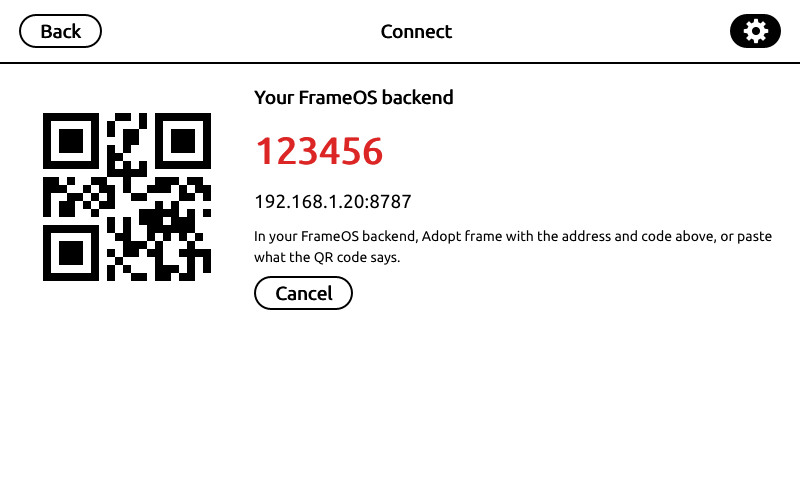 Back
Connect
Your FrameOS backend
123456
192.168.1.20:8787
In your FrameOS backend, Adopt frame with the address and code above, or paste
what the QR code says.
Cancel